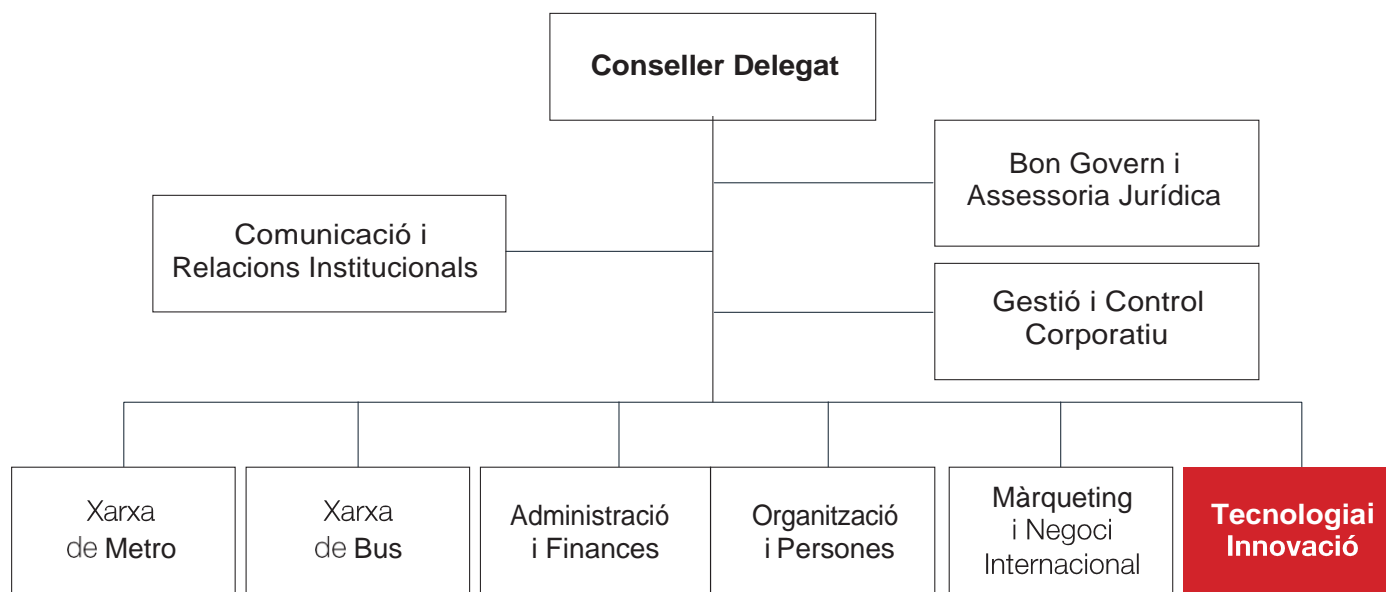 Conseller Delegat
Bon Govern i
Assessoria Jurídica
Comunicació i
Relacions Institucionals
Gestió i Control
Corporatiu
Xarxa
de Metro
Xarxa
de Bus
Administració
i Finances
Organització
i Persones
Màrqueting
i Negoci
Internacional
Tecnologiai
Innovació